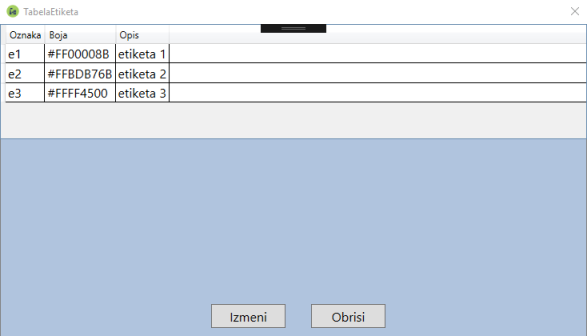 TabelaEtiketa
Oznaka Boja Opis
e1 #FF00008B etiketa 1
e2 #FFBDB76B etiketa 2
e3 #FFFF4500 etiketa 3
Izmeni Obrisi